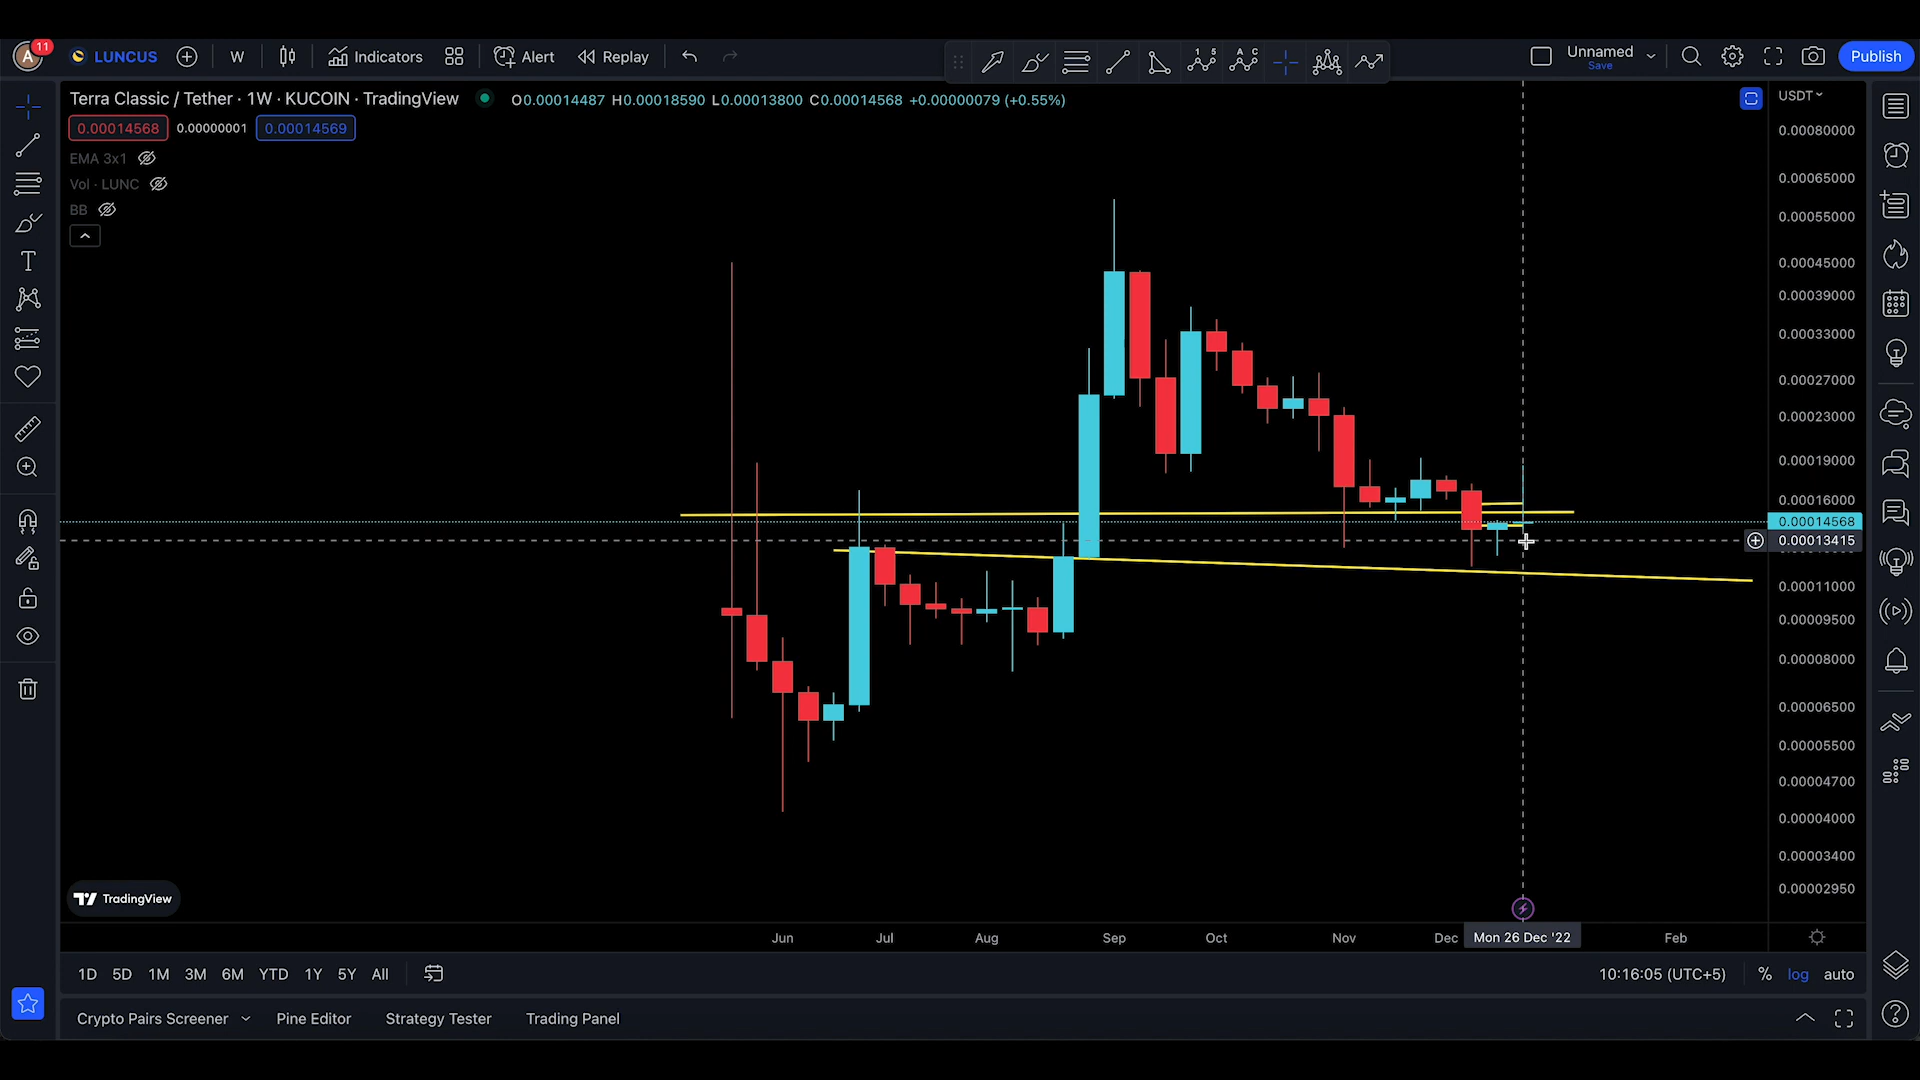 A
11
LUNCUS
W
Indicators
Alert
Replay
Unnamed
Save
Publish
Terra Classic / Tether · 1W · KUCOIN · TradingView
O0.00014487 H0.00018590 L0.00013800 C0.00014568 +0.00000079 (+0.55%)
0.00014568
0.00000001
0.00014569
EMA 3x1
Vol · LUNC
BB
USDT
0.00080000
0.00065000
0.00055000
0.00045000
0.00039000
0.00033000
0.00027000
0.00023000
0.00019000
0.00016000
0.00014568
0.00013415
0.00011000
0.00009500
0.00008000
0.00006500
0.00005500
0.00004700
0.00004000
0.00003400
0.00002950
TradingView
Jun
Jul
Aug
Sep
Oct
Nov
Dec
Mon 26 Dec '22
Feb
1D
5D
1M
3M
6M
YTD
1Y
5Y
All
10:16:05 (UTC+5)
%
log
auto
Crypto Pairs Screener
Pine Editor
Strategy Tester
Trading Panel